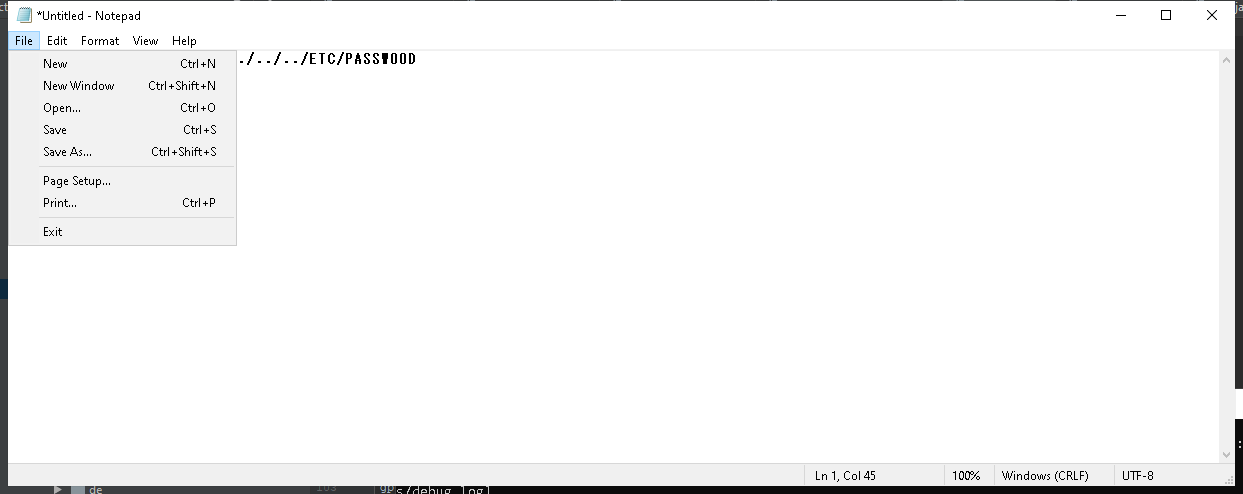 *Untitled - Notepad
File Edit Format View Help
./../../ETC/PASSWOOD
New Ctrl+N
New Window Ctrl+Shift+N
Open... Ctrl+O
Save Ctrl+S
Save As... Ctrl+Shift+S
Page Setup...
Print... Ctrl+P
Exit
Ln 1, Col 45 100% Windows (CRLF) UTF-8
de 103 s/debug.log]